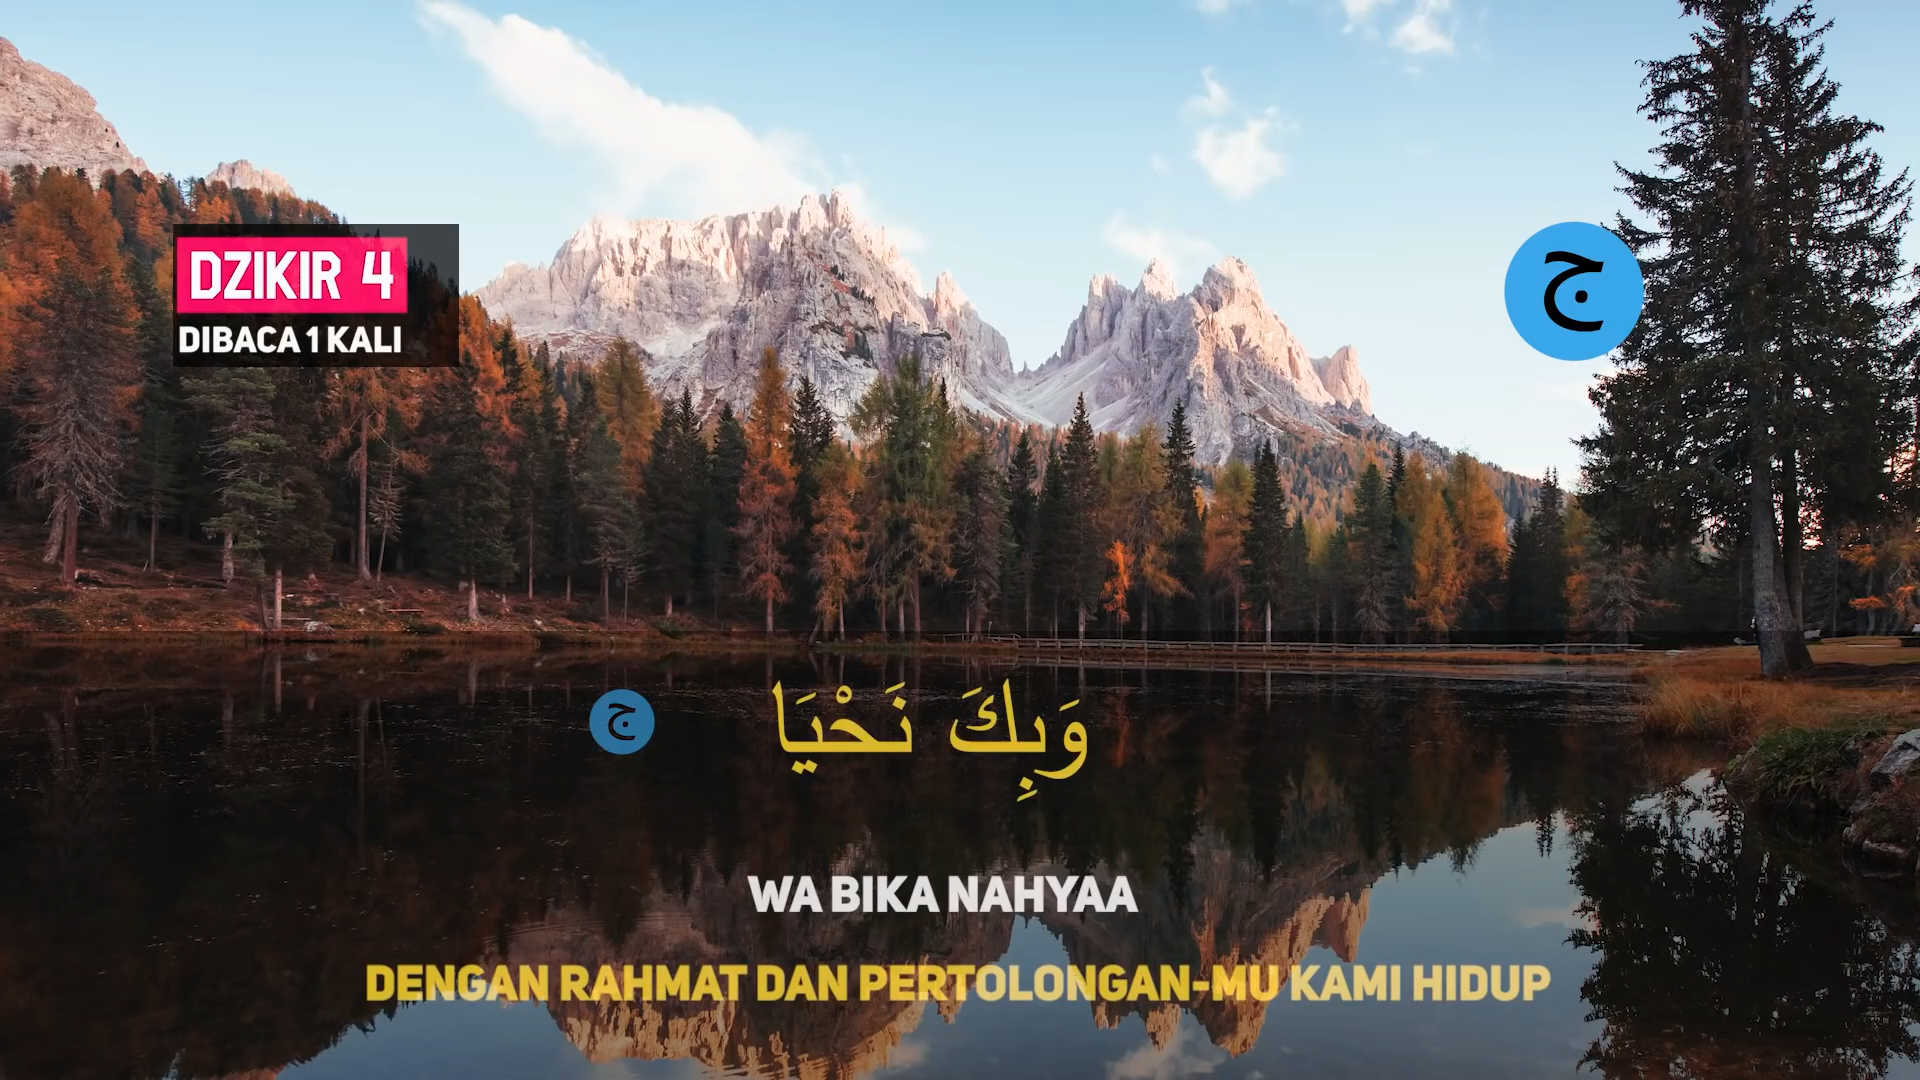 DZIKIR 4
DIBACA 1 KALI
ج
ج
وَبِكَ نَحْيَا
WA BIKA NAHYAA
DENGAN RAHMAT DAN PERTOLONGAN-MU KAMI HIDUP